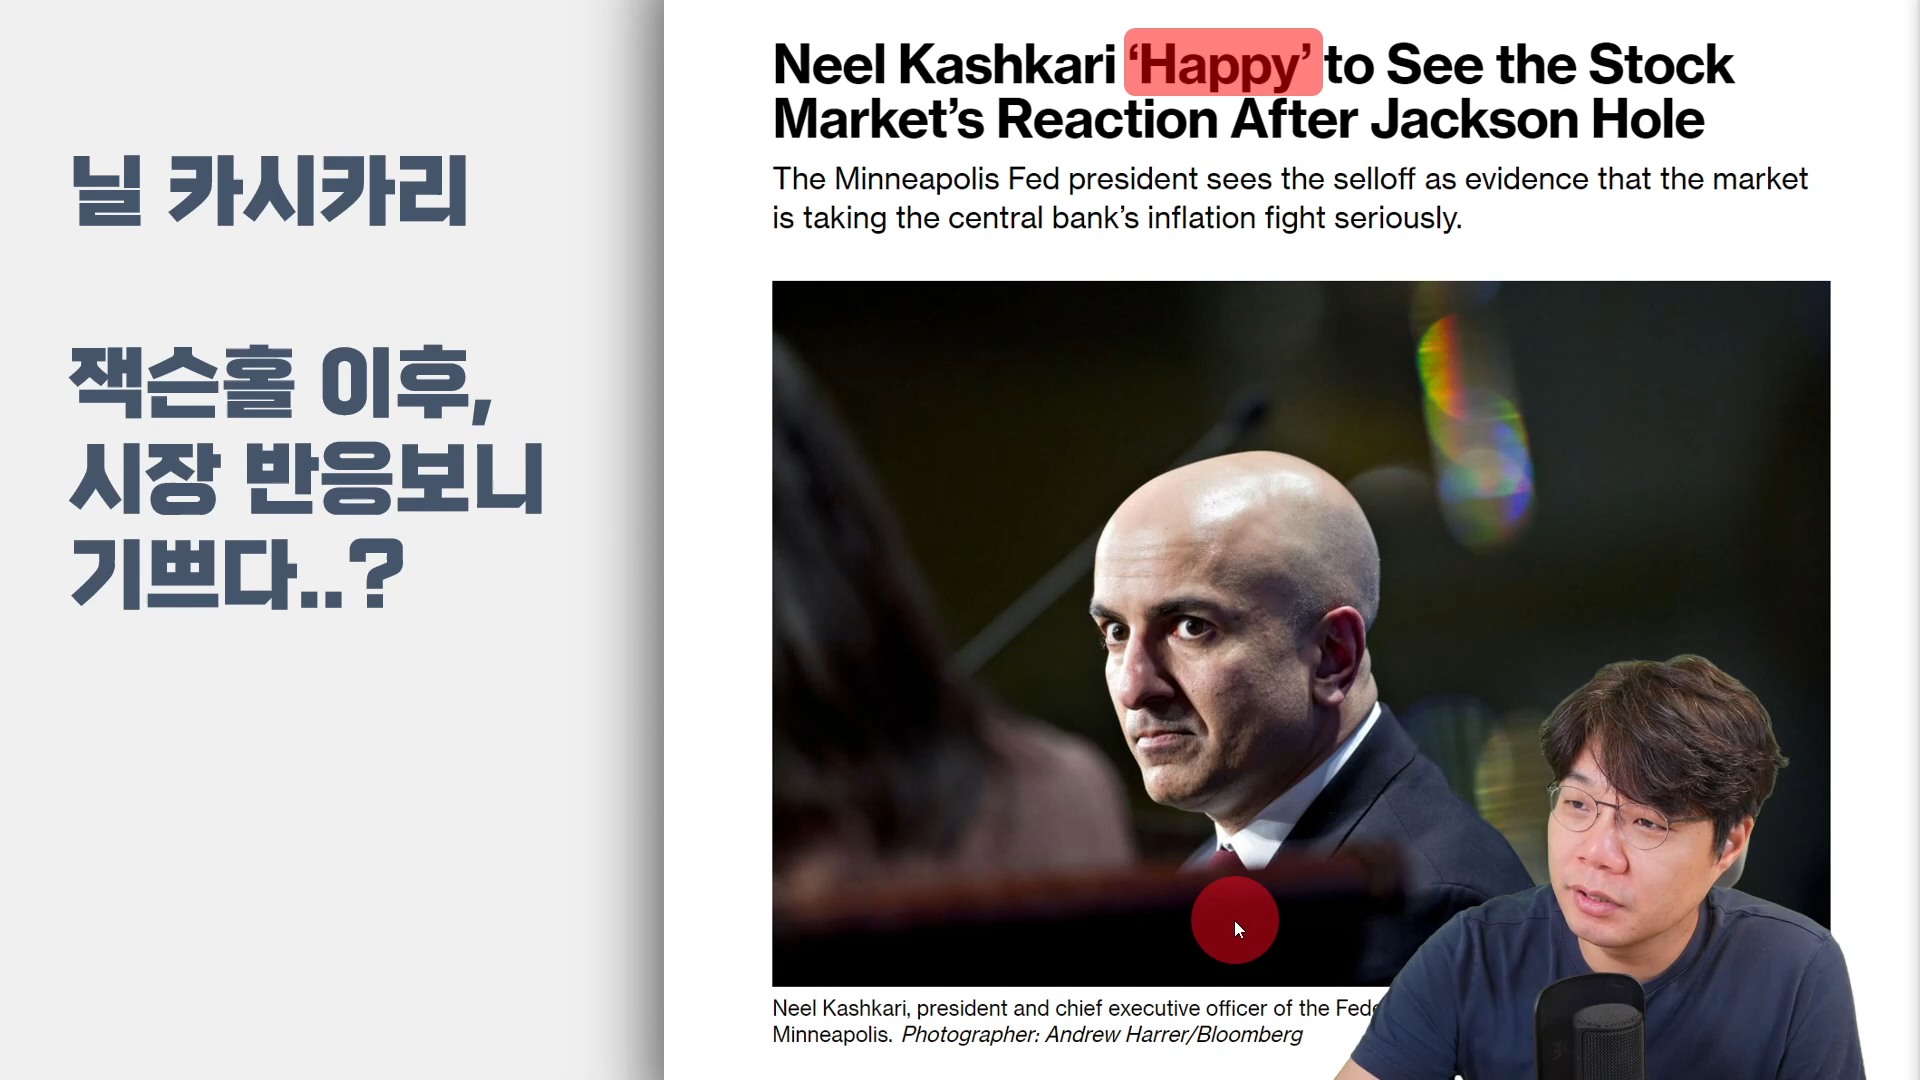 닐 카시카리
잭슨홀 이후,
시장 반응보니
기쁘다..?
Neel Kashkari ‘Happy’ to See the Stock
Market’s Reaction After Jackson Hole
The Minneapolis Fed president sees the selloff as evidence that the market
is taking the central bank’s inflation fight seriously.
Neel Kashkari, president and chief executive officer of the
Minneapolis. Photographer: Andrew Harrer/Bloomberg